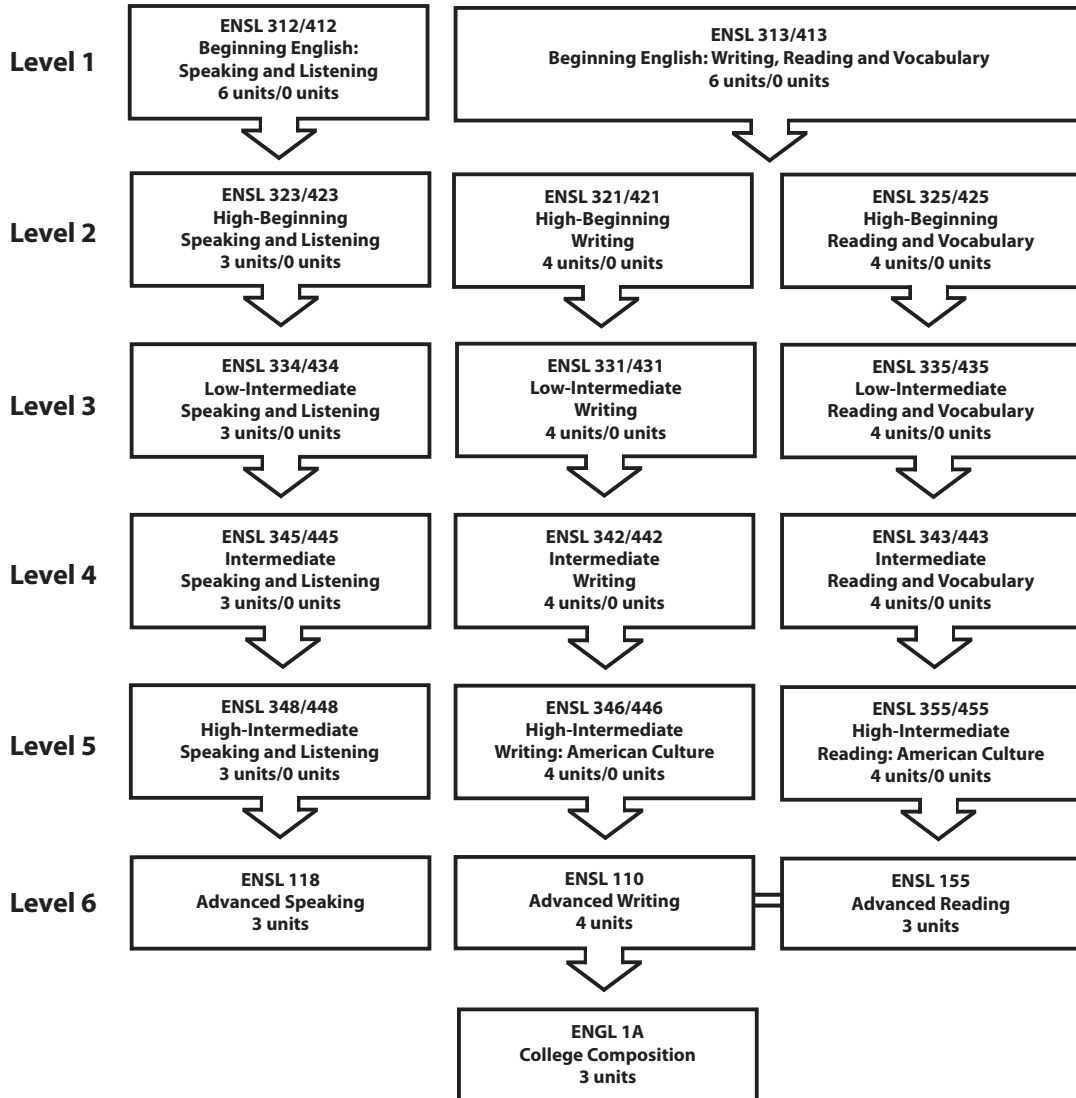 Level 1
ENSL 312/412
Beginning English:
Speaking and Listening
6 units/0 units
ENSL 313/413
Beginning English: Writing, Reading and Vocabulary
6 units/0 units
Level 2
ENSL 323/423
High-Beginning
Speaking and Listening
3 units/0 units
ENSL 321/421
High-Beginning
Writing
4 units/0 units
ENSL 325/425
High-Beginning
Reading and Vocabulary
4 units/0 units
Level 3
ENSL 334/434
Low-Intermediate
Speaking and Listening
3 units/0 units
ENSL 331/431
Low-Intermediate
Writing
4 units/0 units
ENSL 335/435
Low-Intermediate
Reading and Vocabulary
4 units/0 units
Level 4
ENSL 345/445
Intermediate
Speaking and Listening
3 units/0 units
ENSL 342/442
Intermediate
Writing
4 units/0 units
ENSL 343/443
Intermediate
Reading and Vocabulary
4 units/0 units
Level 5
ENSL 348/448
High-Intermediate
Speaking and Listening
3 units/0 units
ENSL 346/446
High-Intermediate
Writing: American Culture
4 units/0 units
ENSL 355/455
High-Intermediate
Reading: American Culture
4 units/0 units
Level 6
ENSL 118
Advanced Speaking
3 units
ENSL 110
Advanced Writing
4 units
ENSL 155
Advanced Reading
3 units
ENGL 1A
College Composition
3 units